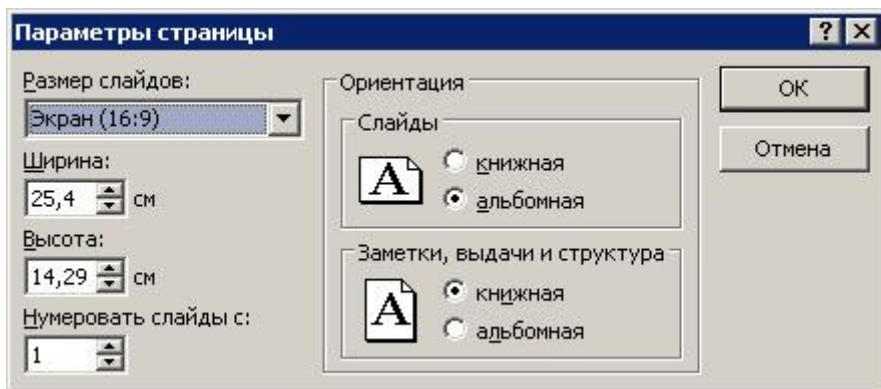 Параметры страницы
Размер слайдов:
Экран (16:9)
Ширина:
25,4 см
Высота:
14,29 см
Нумеровать слайды с:
1
Ориентация
Слайды
A
книжная
альбомная
Заметки, выдачи и структура
A
книжная
альбомная
ОК
Отмена